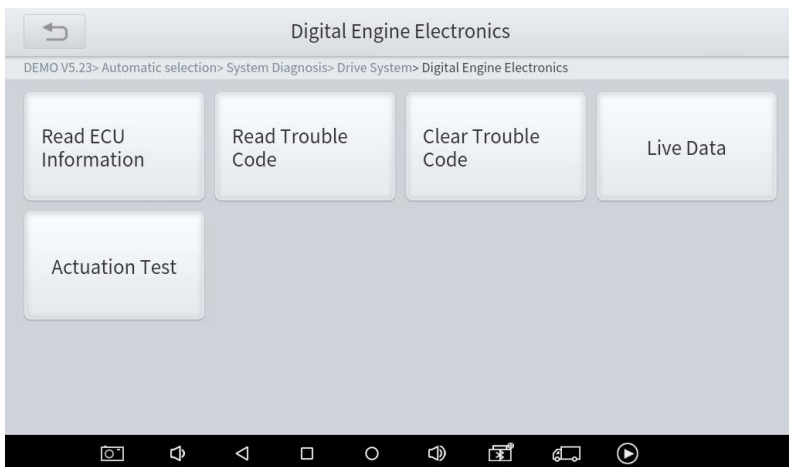 Digital Engine Electronics
DEMO V5.23> Automatic selection> System Diagnosis> Drive System> Digital Engine Electronics
Read ECU
Information
Read Trouble
Code
Clear Trouble
Code
Live Data
Actuation Test